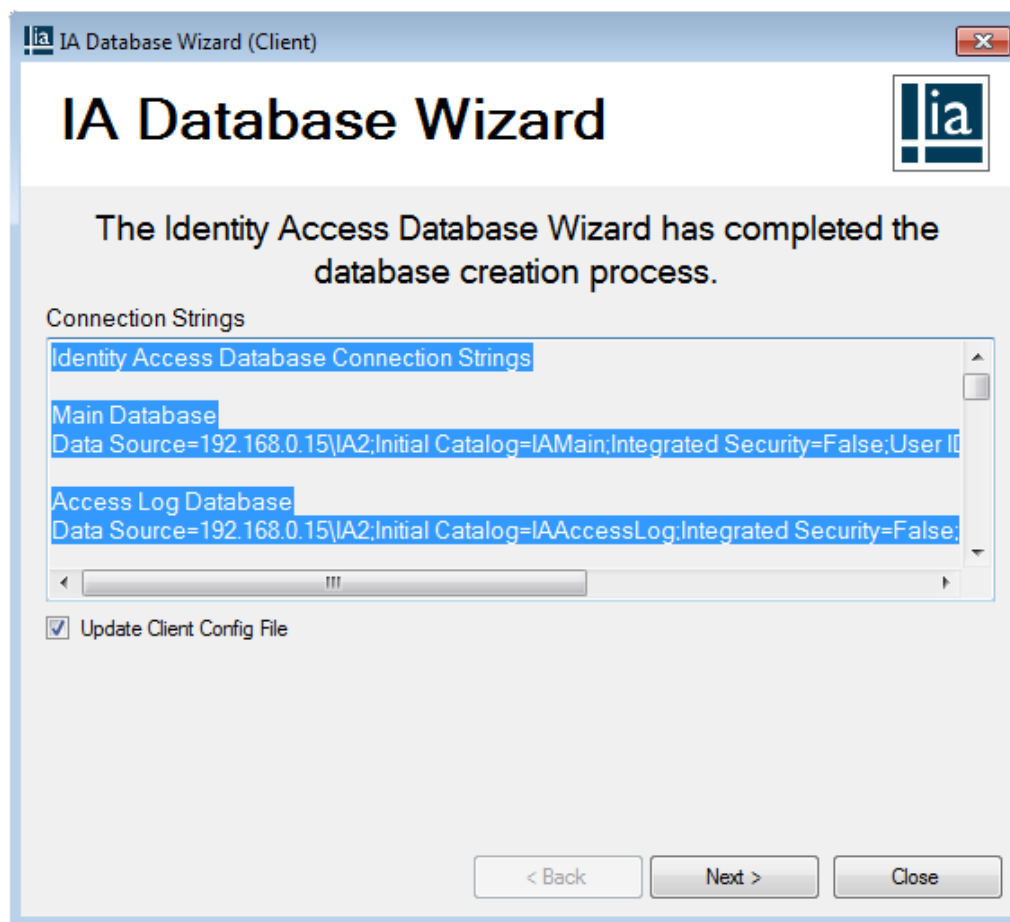 IA Database Wizard (Client)
IA Database Wizard
ia
The Identity Access Database Wizard has completed the
database creation process.
Connection Strings
Identity Access Database Connection Strings
Main Database
Data Source=192.168.0.15\IA2;Initial Catalog=IAMain;Integrated Security=False;User ID
Access Log Database
Data Source=192.168.0.15\IA2;Initial Catalog=IAAccessLog;Integrated Security=False;
Update Client Config File
< Back
Next >
Close